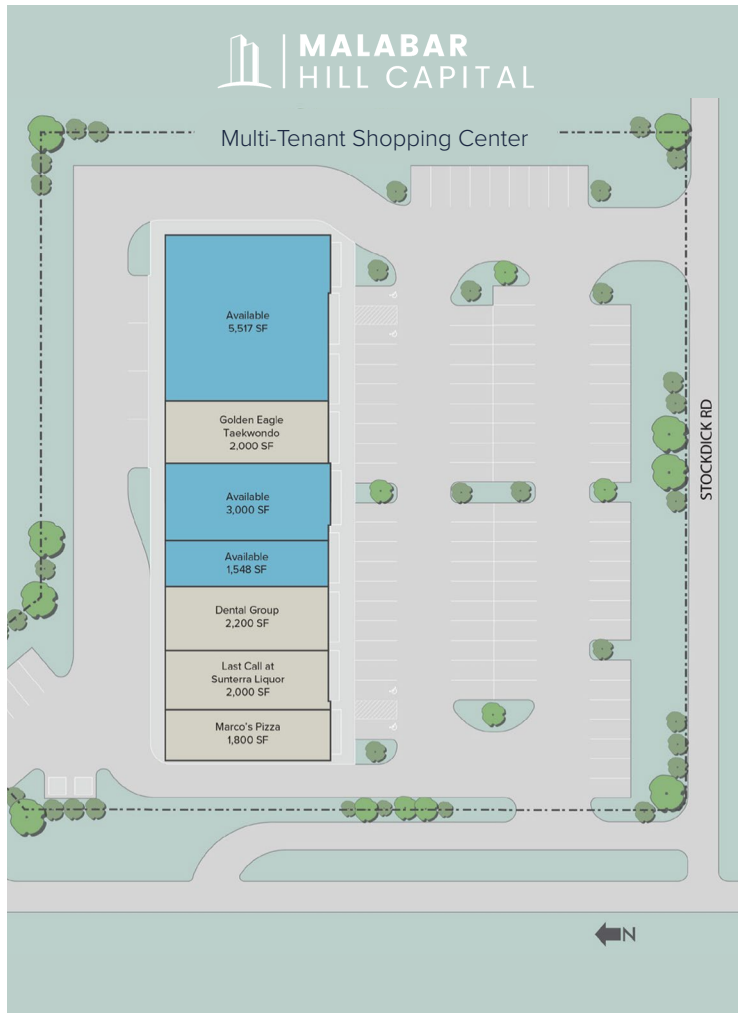 MALABAR
HILL CAPITAL
Multi-Tenant Shopping Center
Available
5,517 SF
Golden Eagle
Taekwondo
2,000 SF
Available
3,000 SF
Available
1,548 SF
Dental Group
2,200 SF
Last Call at
Sunterra Liquor
2,000 SF
Marco's Pizza
1,800 SF
STOCKDICK RD
N